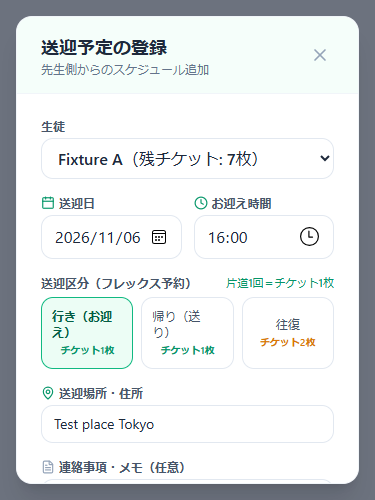 送迎予定の登録
先生側からのスケジュール追加
生徒
Fixture A（残チケット: 7枚）
送迎日
お迎え時間
2026/11/06
16:00
送迎区分（フレックス予約）
片道1回＝チケット1枚
行き（お迎
え）
チケット1枚
帰り（送
り）
チケット1枚
往復
チケット2枚
送迎場所・住所
Test place Tokyo
連絡事項・メモ（任意）